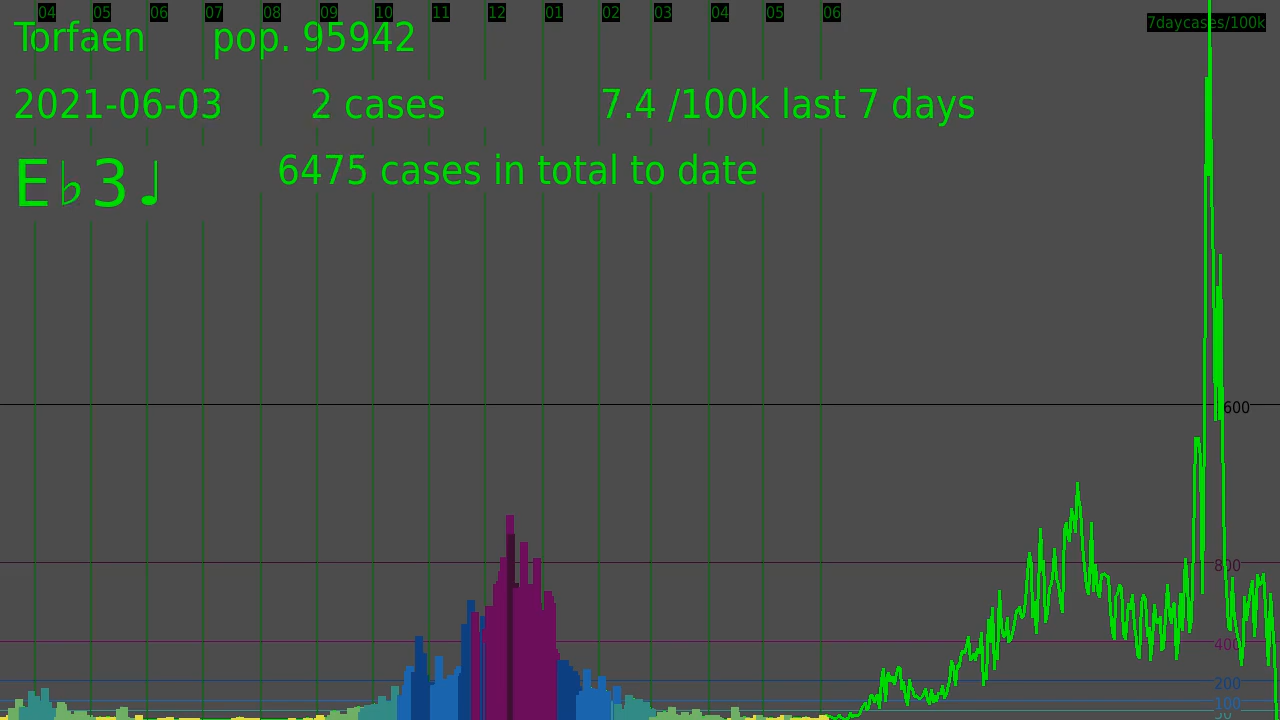 04 05 06 07 08 09 10 11 12 01 02 03 04 05 06
7daycases/100k
Torfaen pop. 95942
2021-06-03 2 cases 7.4 /100k last 7 days
E♭3♩ 6475 cases in total to date
800
400
200
100
50